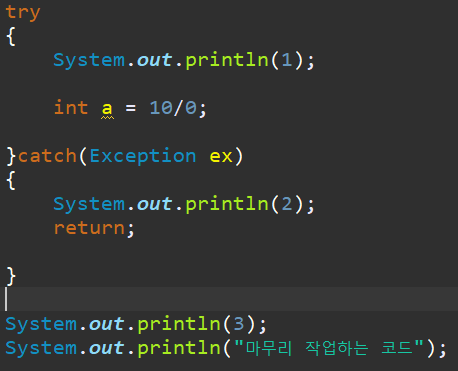 try
{
    System.out.println(1);
    int a = 10/0;
}catch(Exception ex)
{
    System.out.println(2);
    return;
}
System.out.println(3);
System.out.println("마무리 작업하는 코드");